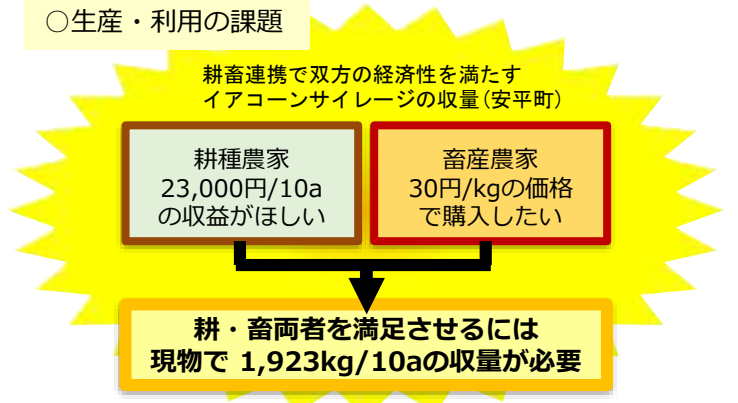 ○生産・利用の課題
耕畜連携で双方の経済性を満たす
イアコーンサイレージの収量(安平町)
耕種農家
23,000円/10a
の収益がほしい
畜産農家
30円/kgの価格
で購入したい
耕・畜両者を満足させるには
現物で 1,923kg/10aの収量が必要